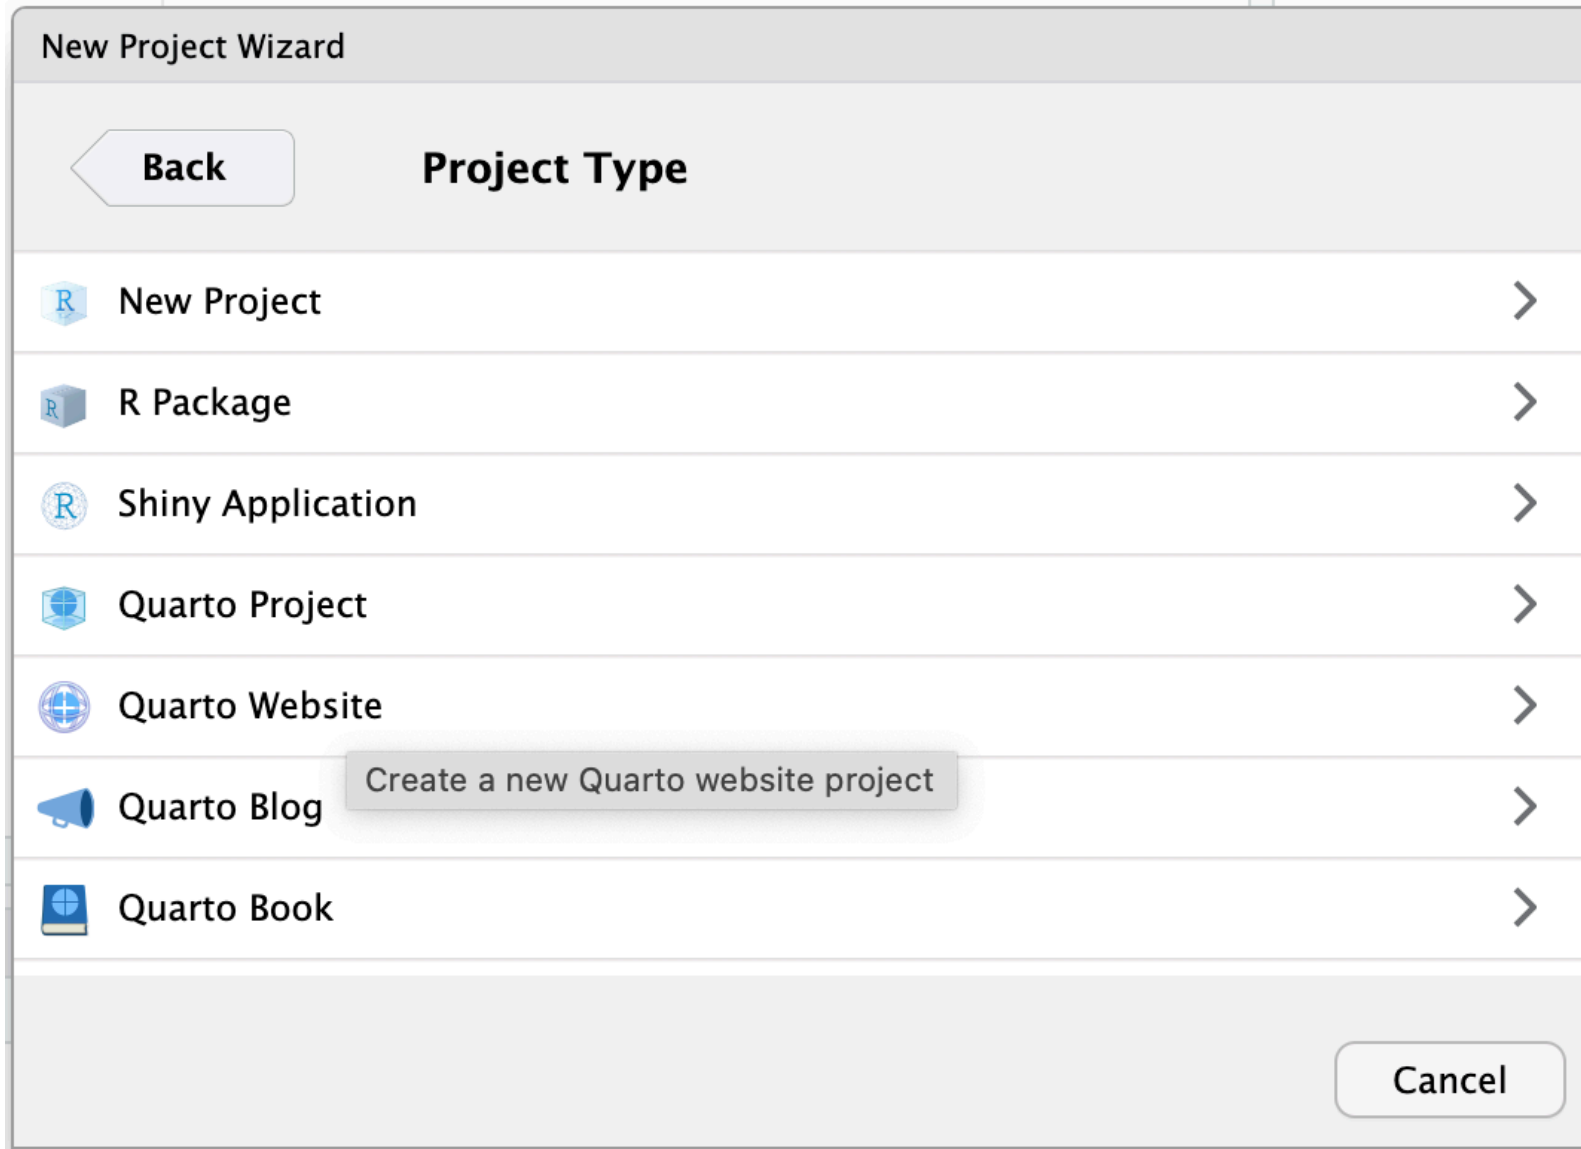 New Project Wizard
Back
Project Type
R New Project
R R Package
R Shiny Application
Quarto Project
Quarto Website
Create a new Quarto website project
Quarto Blog
Quarto Book
Cancel